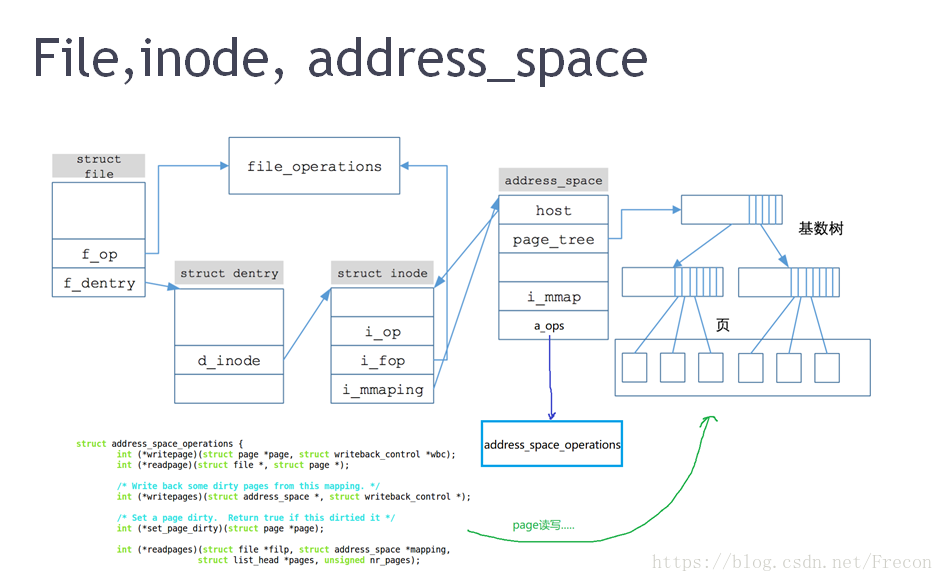 File,inode, address_space
struct
file
f_op
f_dentry
file_operations
struct dentry
d_inode
struct inode
i_op
i_fop
i_mmaping
address_space
host
page_tree
i_mmap
a_ops
基数树
页
address_space_operations
struct address_space_operations {
int (*writepage)(struct page *page, struct writeback_control *wbc);
int (*readpage)(struct file *, struct page *);
/* Write back some dirty pages from this mapping. */
int (*writepages)(struct address_space *, struct writeback_control *);
/* Set a page dirty.  Return true if this dirtied it */
int (*set_page_dirty)(struct page *page);
int (*readpages)(struct file *filp, struct address_space *mapping,
struct list_head *pages, unsigned nr_pages);
page读写.....
https://blog.csdn.net/Frecon